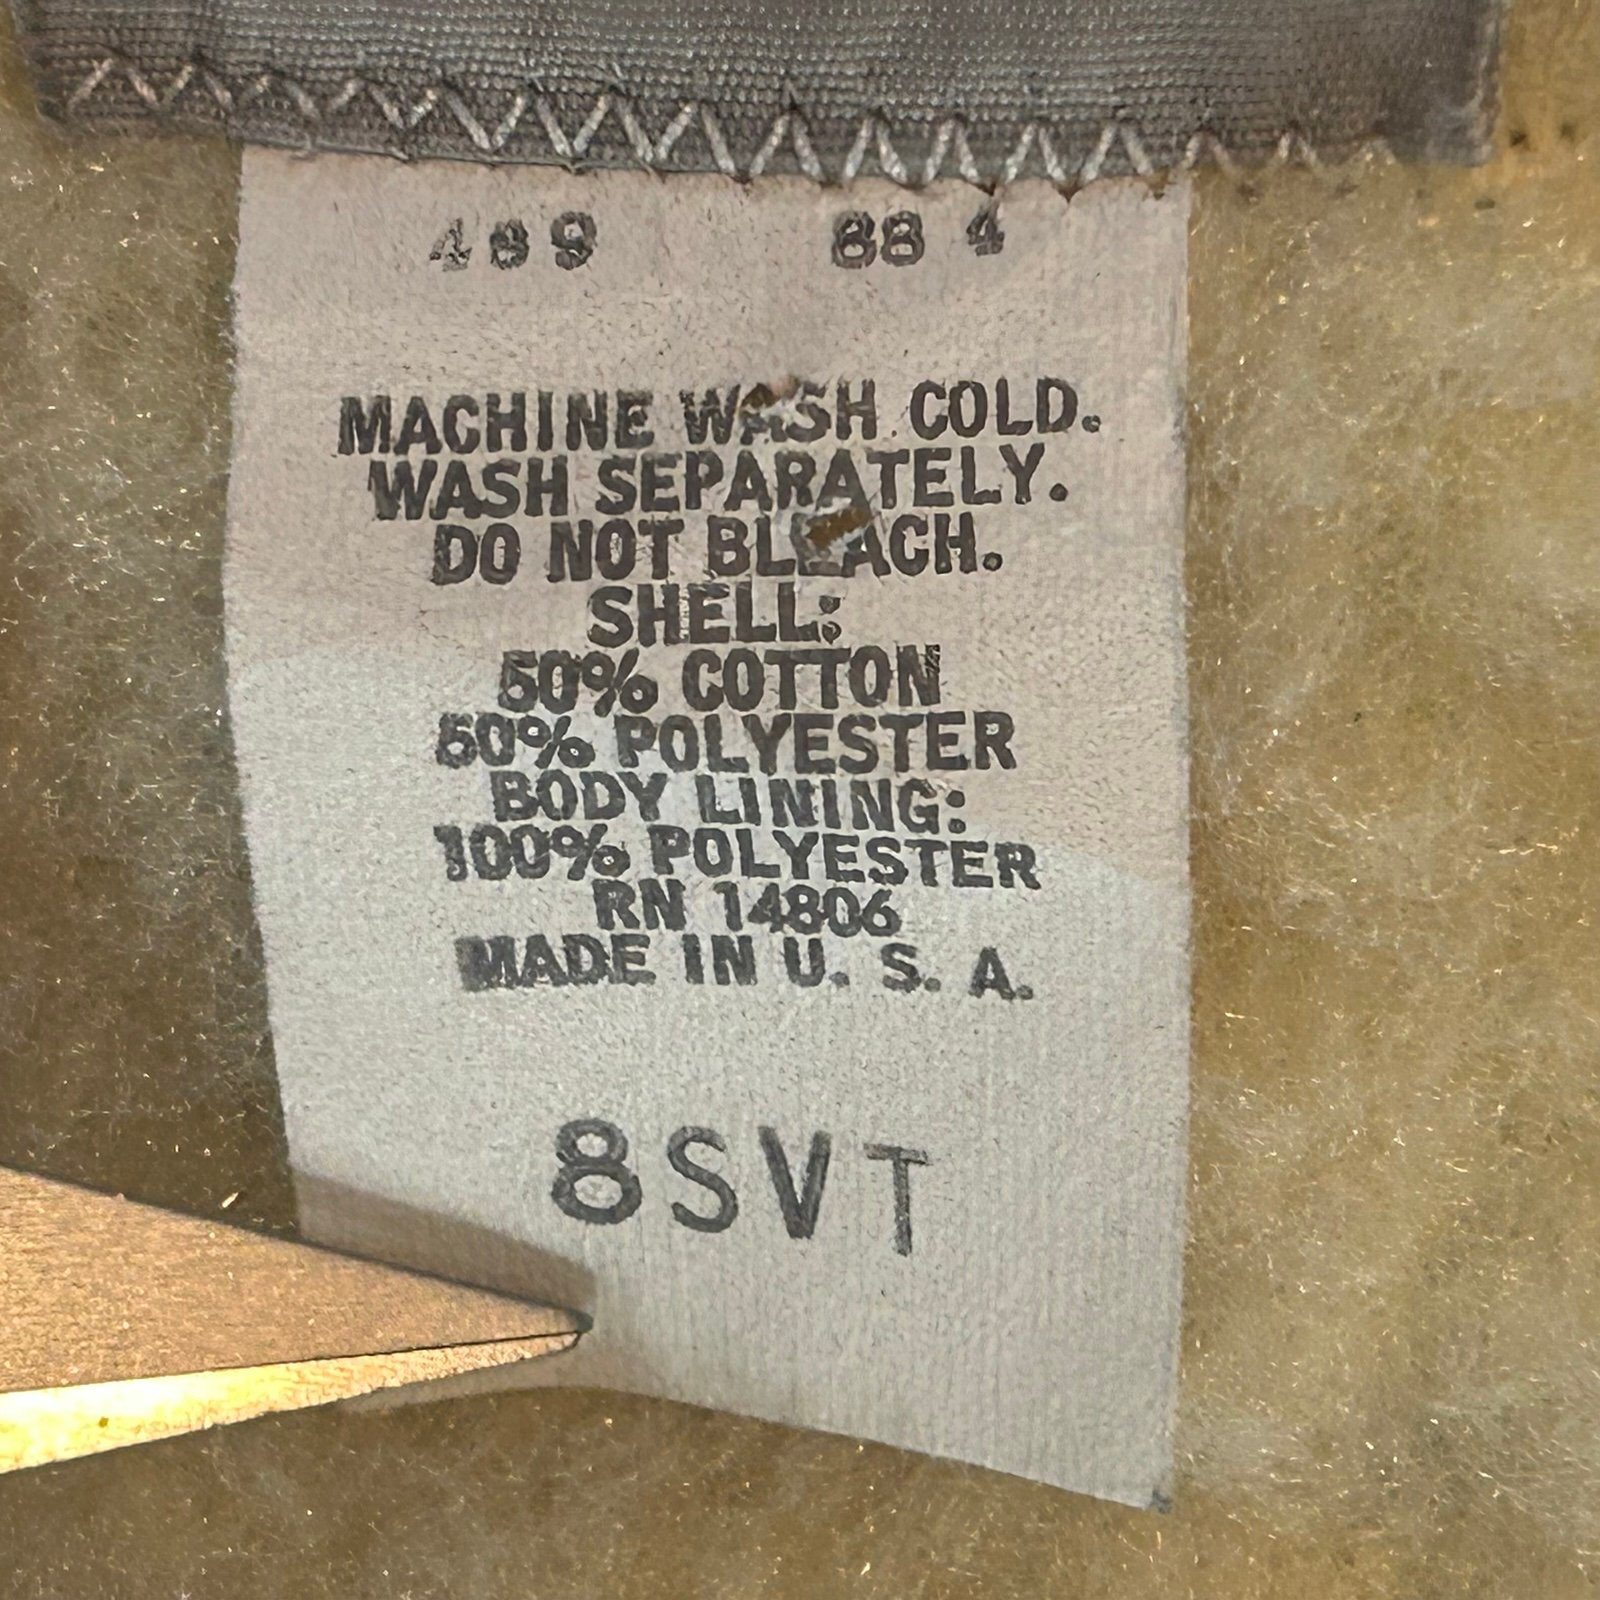 489 88 4
MACHINE WASH COLD.
WASH SEPARATELY.
DO NOT BLEACH.
SHELL:
50% COTTON
50% POLYESTER
BODY LINING:
100% POLYESTER
RN 14806
MADE IN U. S. A.
8SVT